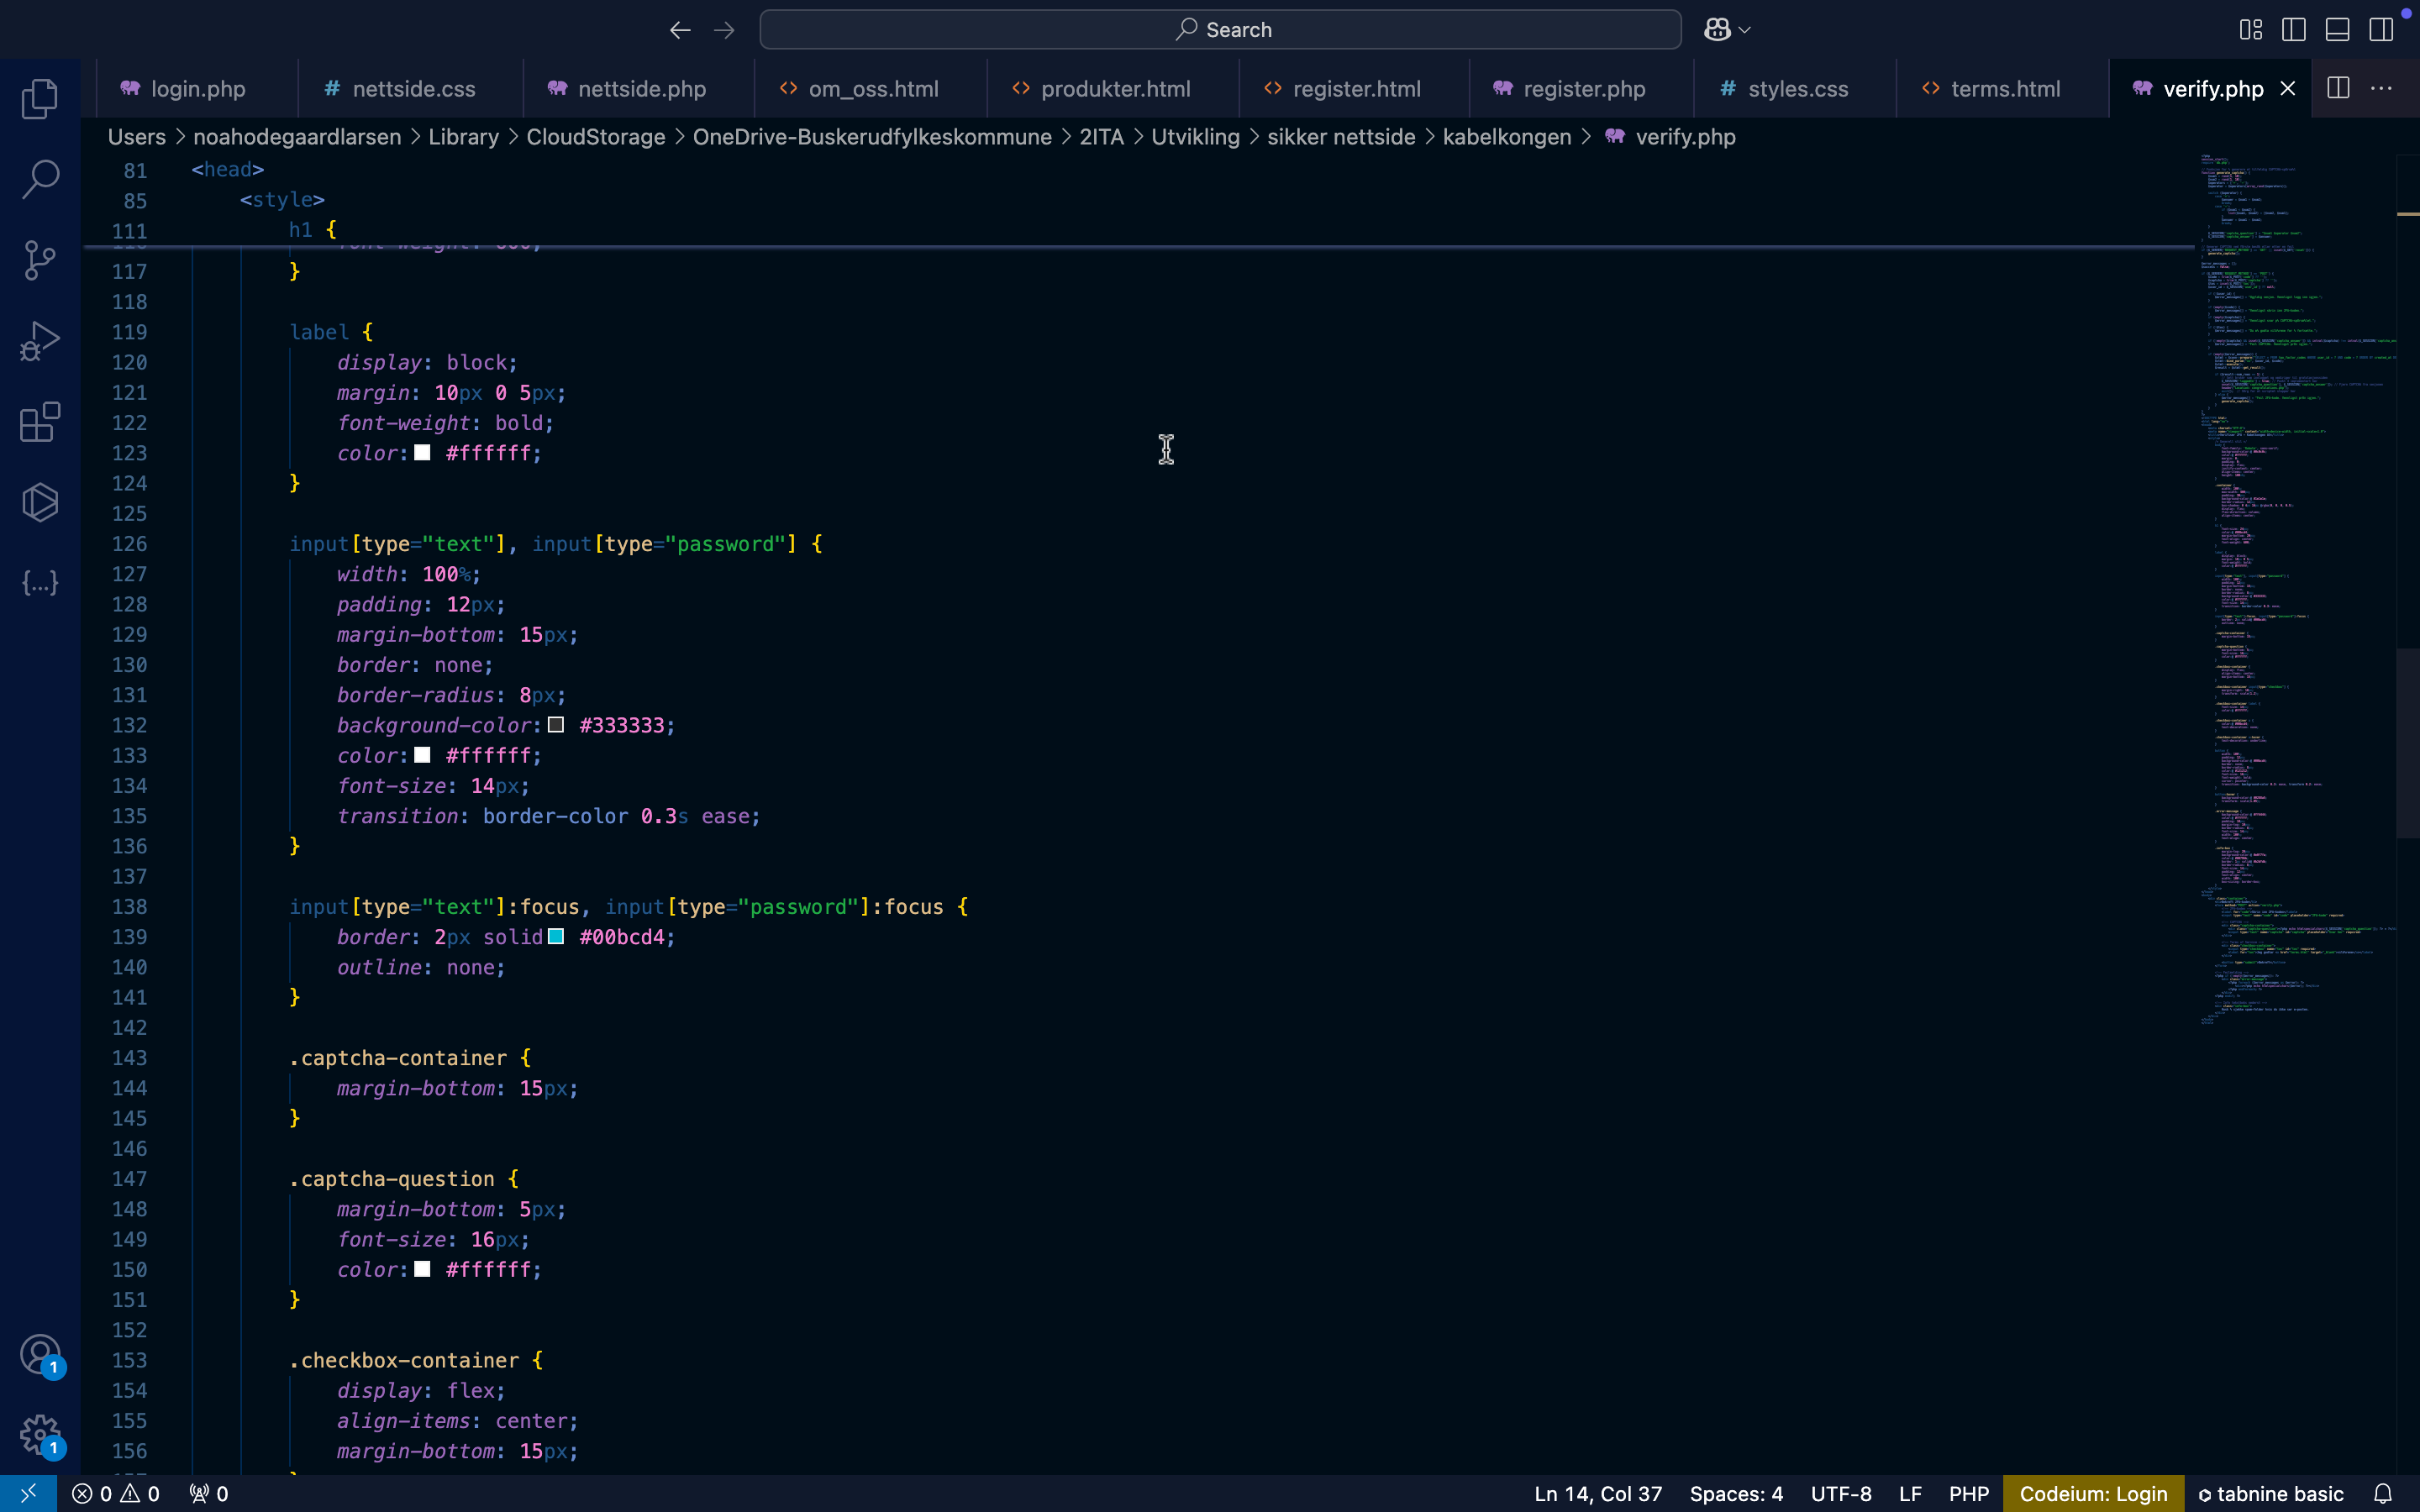 Search
login.php
nettside.css
nettside.php
om_oss.html
produkter.html
register.html
register.php
styles.css
terms.html
verify.php
Users > noahodegaardlarsen > Library > CloudStorage > OneDrive-Buskerudfylkeskommune > 2ITA > Utvikling > sikker nettside > kabelkongen > verify.php
81 <head>
85 <style>
111 h1 {
117 }
118
119 label {
120 display: block;
121 margin: 10px 0 5px;
122 font-weight: bold;
123 color: #ffffff;
124 }
125
126 input[type="text"], input[type="password"] {
127 width: 100%;
128 padding: 12px;
129 margin-bottom: 15px;
130 border: none;
131 border-radius: 8px;
132 background-color: #333333;
133 color: #ffffff;
134 font-size: 14px;
135 transition: border-color 0.3s ease;
136 }
137
138 input[type="text"]:focus, input[type="password"]:focus {
139 border: 2px solid #00bcd4;
140 outline: none;
141 }
142
143 .captcha-container {
144 margin-bottom: 15px;
145 }
146
147 .captcha-question {
148 margin-bottom: 5px;
149 font-size: 16px;
150 color: #ffffff;
151 }
152
153 .checkbox-container {
154 display: flex;
155 align-items: center;
156 margin-bottom: 15px;
1
1
0 0 0
Ln 14, Col 37
Spaces: 4
UTF-8
LF
PHP
Codeium: Login
tabnine basic